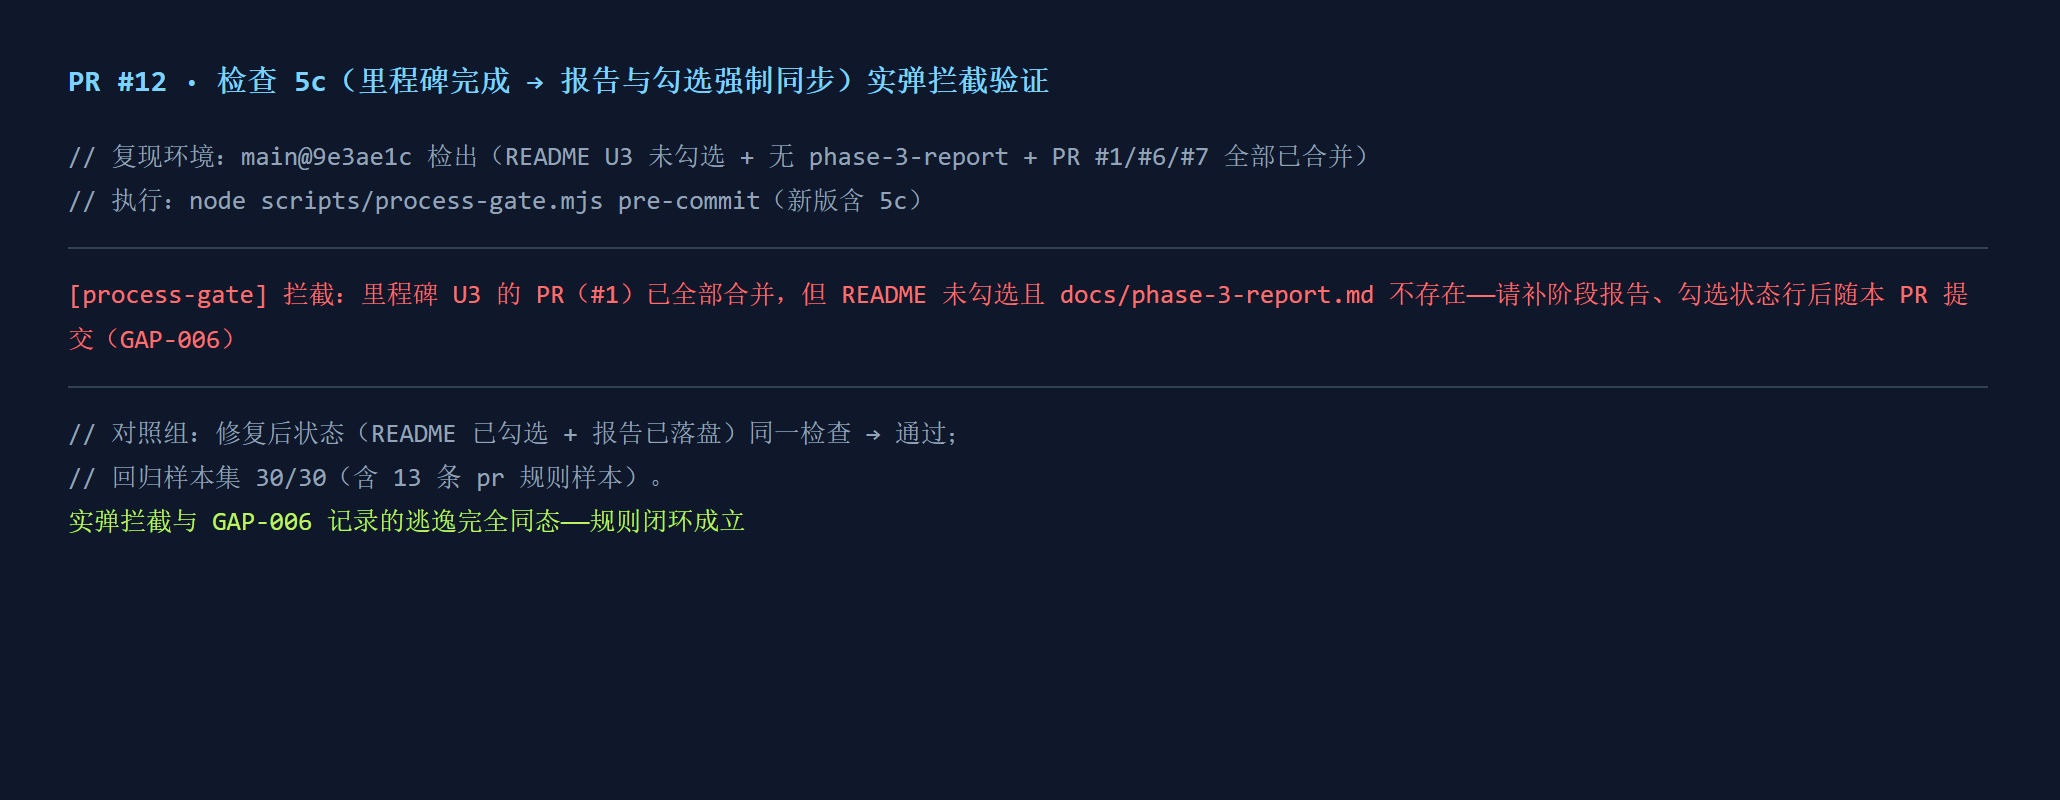 PR #12 · 检查 5c（里程碑完成 → 报告与勾选强制同步）实弹拦截验证
// 复现环境：main@9e3ae1c 检出（README U3 未勾选 + 无 phase-3-report + PR #1/#6/#7 全部已合并）
// 执行：node scripts/process-gate.mjs pre-commit（新版含 5c）
[process-gate] 拦截：里程碑 U3 的 PR（#1）已全部合并，但 README 未勾选且 docs/phase-3-report.md 不存在——请补阶段报告、勾选状态行后随本 PR 提
交（GAP-006）
// 对照组：修复后状态（README 已勾选 + 报告已落盘）同一检查 → 通过；
// 回归样本集 30/30（含 13 条 pr 规则样本）。
实弹拦截与 GAP-006 记录的逃逸完全同态——规则闭环成立